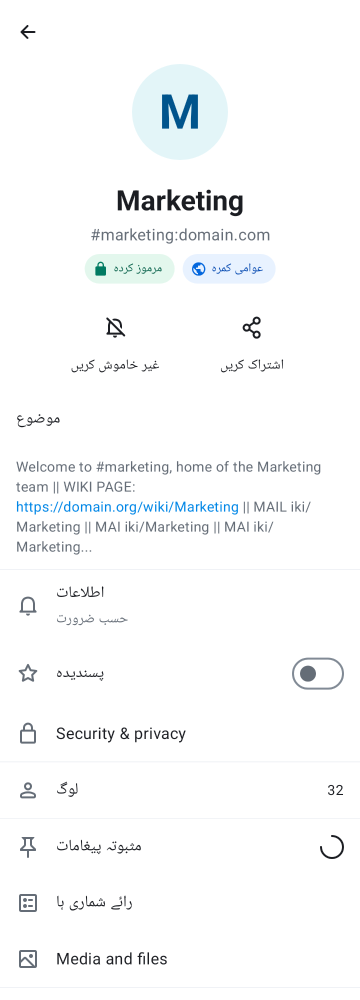 M
Marketing
#marketing:domain.com
مرموز کردہ
عوامی کمرہ
غیر خاموش کریں
اشتراک کریں
موضوع
Welcome to #marketing, home of the Marketing
team || WIKI PAGE:
https://domain.org/wiki/Marketing || MAIL iki/
Marketing || MAI iki/Marketing || MAI iki/
Marketing...
اطلاعات
حسب ضرورت
پسندیدہ
Security & privacy
لوگ
32
مثبوتہ پیغامات
رائے شماری ہا
Media and files